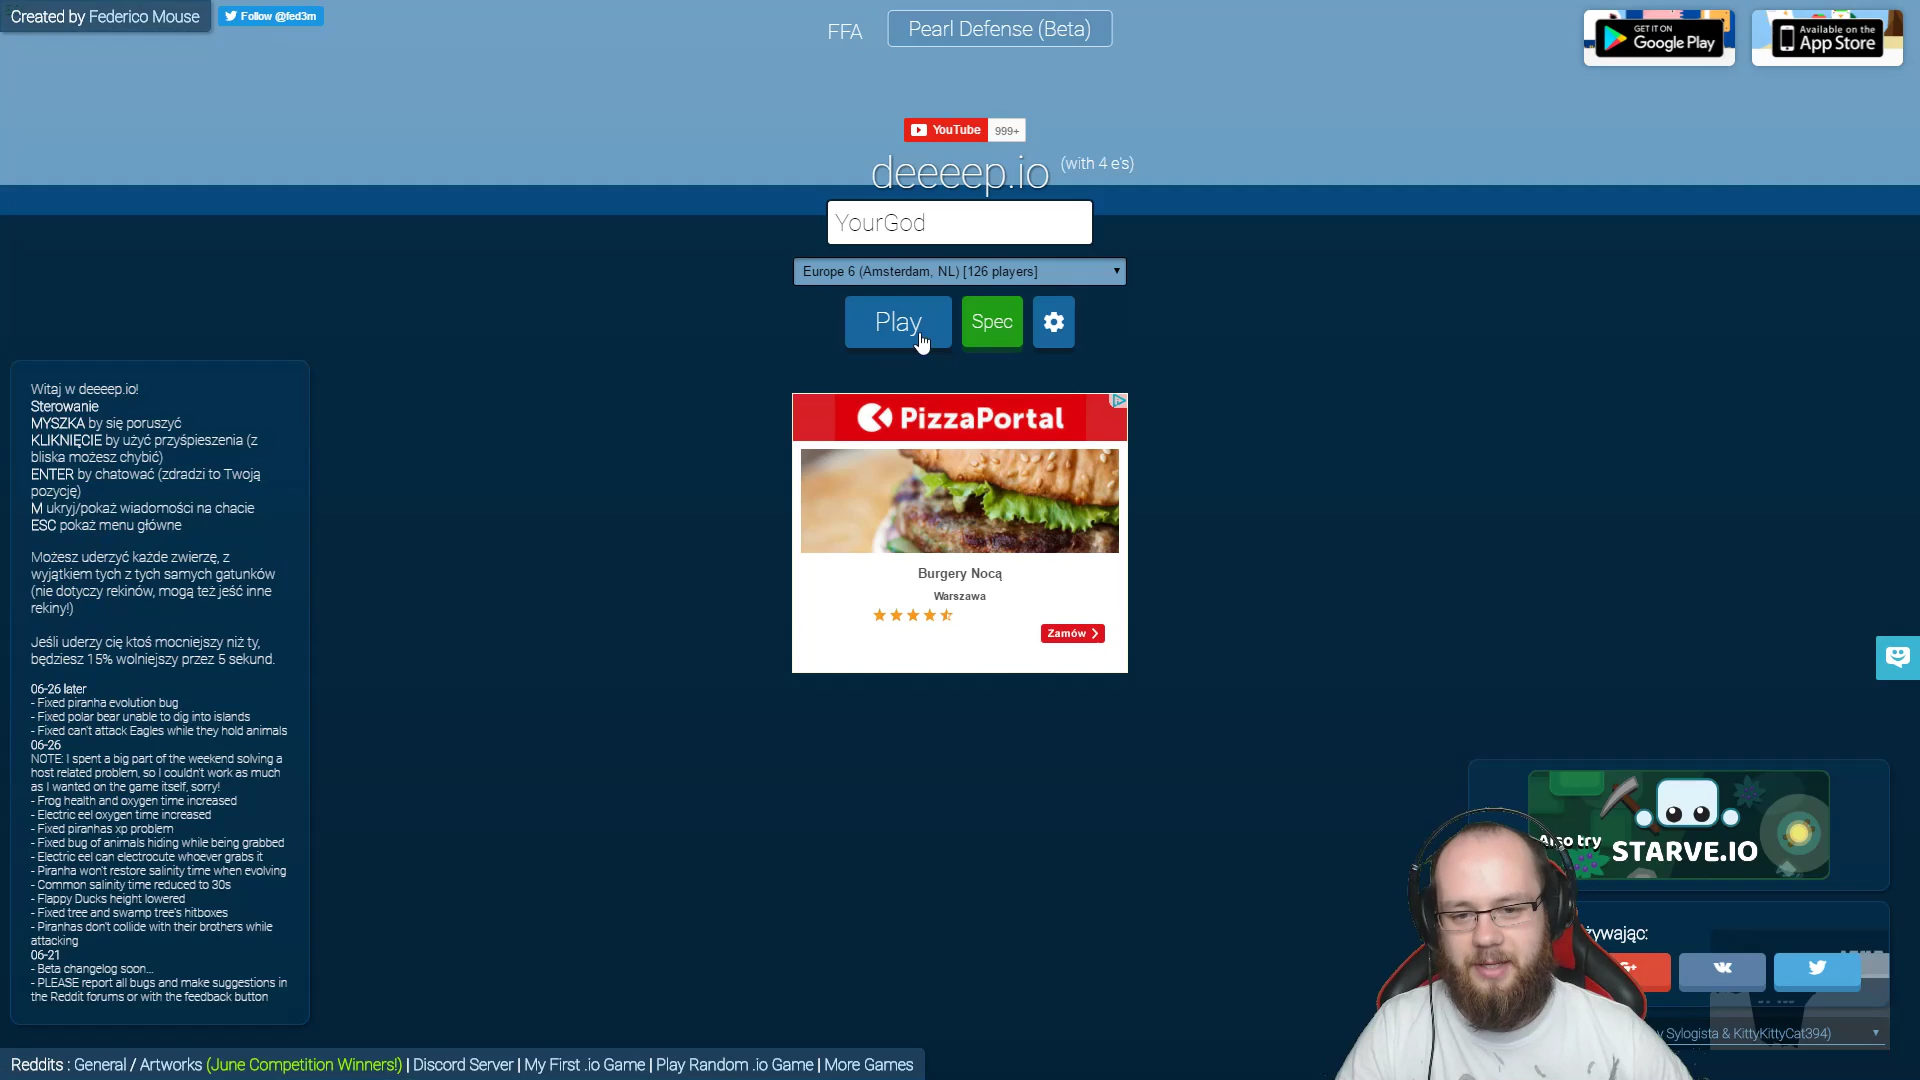 Created by Federico Mouse
Follow @fed3m
FFA
Pearl Defense (Beta)
GET IT ON
Google Play
Available on the
App Store
YouTube 999+
deeeep.io (with 4 e's)
YourGod
Europe 6 (Amsterdam, NL) [126 players]
Play
Spec
PizzaPortal
Burgery Nocą
Warszawa
Zamów
Witaj w deeeep.io!
Sterowanie
MYSZKA by się poruszyć
KLIKNIĘCIE by użyć przyśpieszenia (z
bliska możesz chybić)
ENTER by chatować (zdradzi to Twoją
pozycję)
M ukryj/pokaż wiadomości na chacie
ESC pokaż menu główne
Możesz uderzyć każde zwierzę, z
wyjątkiem tych z tych samych gatunków
(nie dotyczy rekinów, mogą też jeść inne
rekiny!)
Jeśli uderzy cię ktoś mocniejszy niż ty,
będziesz 15% wolniejszy przez 5 sekund.
06-26 later
- Fixed piranha evolution bug
- Fixed polar bear unable to dig into islands
- Fixed can't attack Eagles while they hold animals
06-26
NOTE: I spent a big part of the weekend solving a
host related problem, so I couldn't work as much
as I wanted on the game itself, sorry!
- Frog health and oxygen time increased
- Electric eel oxygen time increased
- Fixed piranhas xp problem
- Fixed bug of animals hiding while being grabbed
- Electric eel can electrocute whoever grabs it
- Piranha won't restore salinity time when evolving
- Common salinity time reduced to 30s
- Flappy Ducks height lowered
- Fixed tree and swamp tree's hitboxes
- Piranhas don't collide with their brothers while
attacking
06-21
- Beta changelog soon...
- PLEASE report all bugs and make suggestions in
the Reddit forums or with the feedback button
Also try
STARVE.IO
żywając:
Sylogista & KittyKittyCat394)
Reddits : General / Artworks (June Competition Winners!) | Discord Server | My First .io Game | Play Random .io Game | More Games